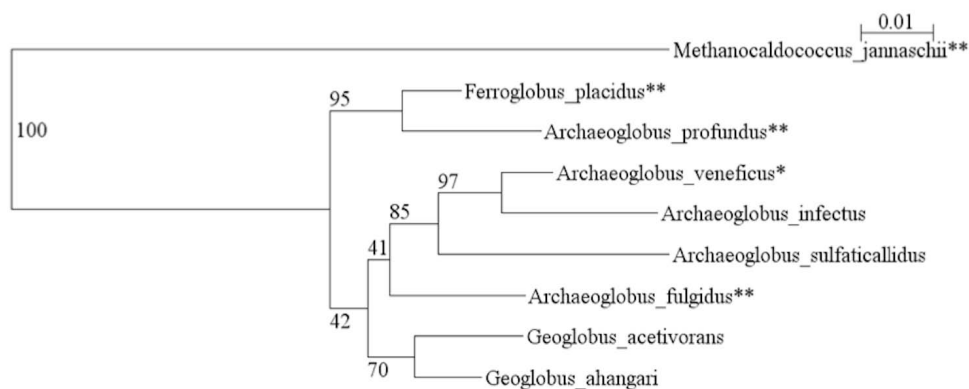 0.01
Methanocaldococcus_jannaschii**
Ferroglobus_placidus**
95
Archaeoglobus_profundus**
100
Archaeoglobus_veneficus*
97
Archaeoglobus_infectus
85
Archaeoglobus_sulfaticallidus
41
Archaeoglobus_fulgidus**
42
Geoglobus_acetivorans
70
Geoglobus_ahangari